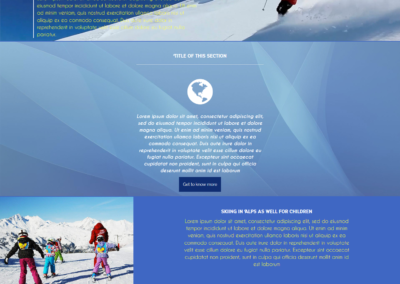 eiusmod tempor incididunt ut labore et dolore magna aliqua. Ut enim
ad minim veniam, quis nostrud exercitation ullamco laboris nisi ut
aliquip ex ea commodo consequat. Duis aute irure dolor in
reprehenderit in voluptate
pariatur.
"TITLE OF THIS SECTION
Lorem ipsum dolor sit amet, consectetur adipisicing elit,
sed do eiusmod tempor incididunt ut labore et dolore
magna aliqua. Ut enim ad minim veniam, quis nostrud
exercitation ullamco laboris nisi ut aliquip ex ea
commodo consequat. Duis aute irure dolor in
reprehenderit in voluptate velit esse cillum dolore eu
fugiat nulla pariatur. Excepteur sint occaecat
cupidatat non proident, sunt in culpa qui officia
deserunt mollit anim id est laborum
Get to know more
SKIING IN 'ALPS AS WELL FOR CHILDREN
Lorem ipsum dolor sit amet, consectetur adipisicing elit, sed do
eiusmod tempor incididunt ut labore et dolore magna aliqua. Ut enim
ad minim veniam, quis nostrud exercitation ullamco laboris nisi ut
aliquip ex ea commodo consequat. Duis aute irure dolor in reprehenderit in voluptate
velit esse cillum dolore eu fugiat nulla pariatur. Excepteur sint occaecat
cupidatat non proident, sunt in culpa qui officia deserunt mollit anim id
est laborum